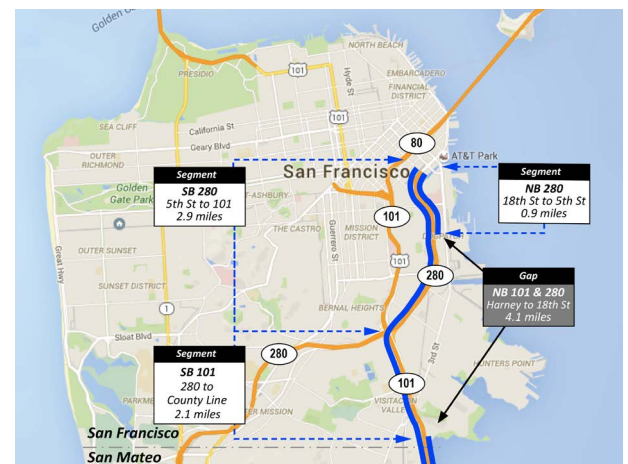 Golden G
NORTH BEACH
PRESIDIO
101
Hyde St
EMBARCADERO
FINANCIAL
DISTRICT
101
SEA CLIFF
California St
Geary Blvd
80
OUTER
RICHMOND
AT&T Park
San Francisco
Segment
SB 280
5th St to 101
2.9 miles
Segment
NB 280
18th St to 5th St
0.9 miles
Golden
Gate Park
T-ASHBURY
101
THE CASTRO
MISSION
DISTRICT
Guerrero St
Great Hwy
OUTER SUNSET
101
280
SUNSET DISTRICT
Gap
NB 101 & 280
Harney to 18th St
4.1 miles
1
BERNAL HEIGHTS
Sloat Blvd
3rd St
280
HUNTERS POINT
Segment
SB 101
280 to
County Line
2.1 miles
101
PARKME
ER MISSION
VISITACION
VALLEY
San Francisco
San Mateo